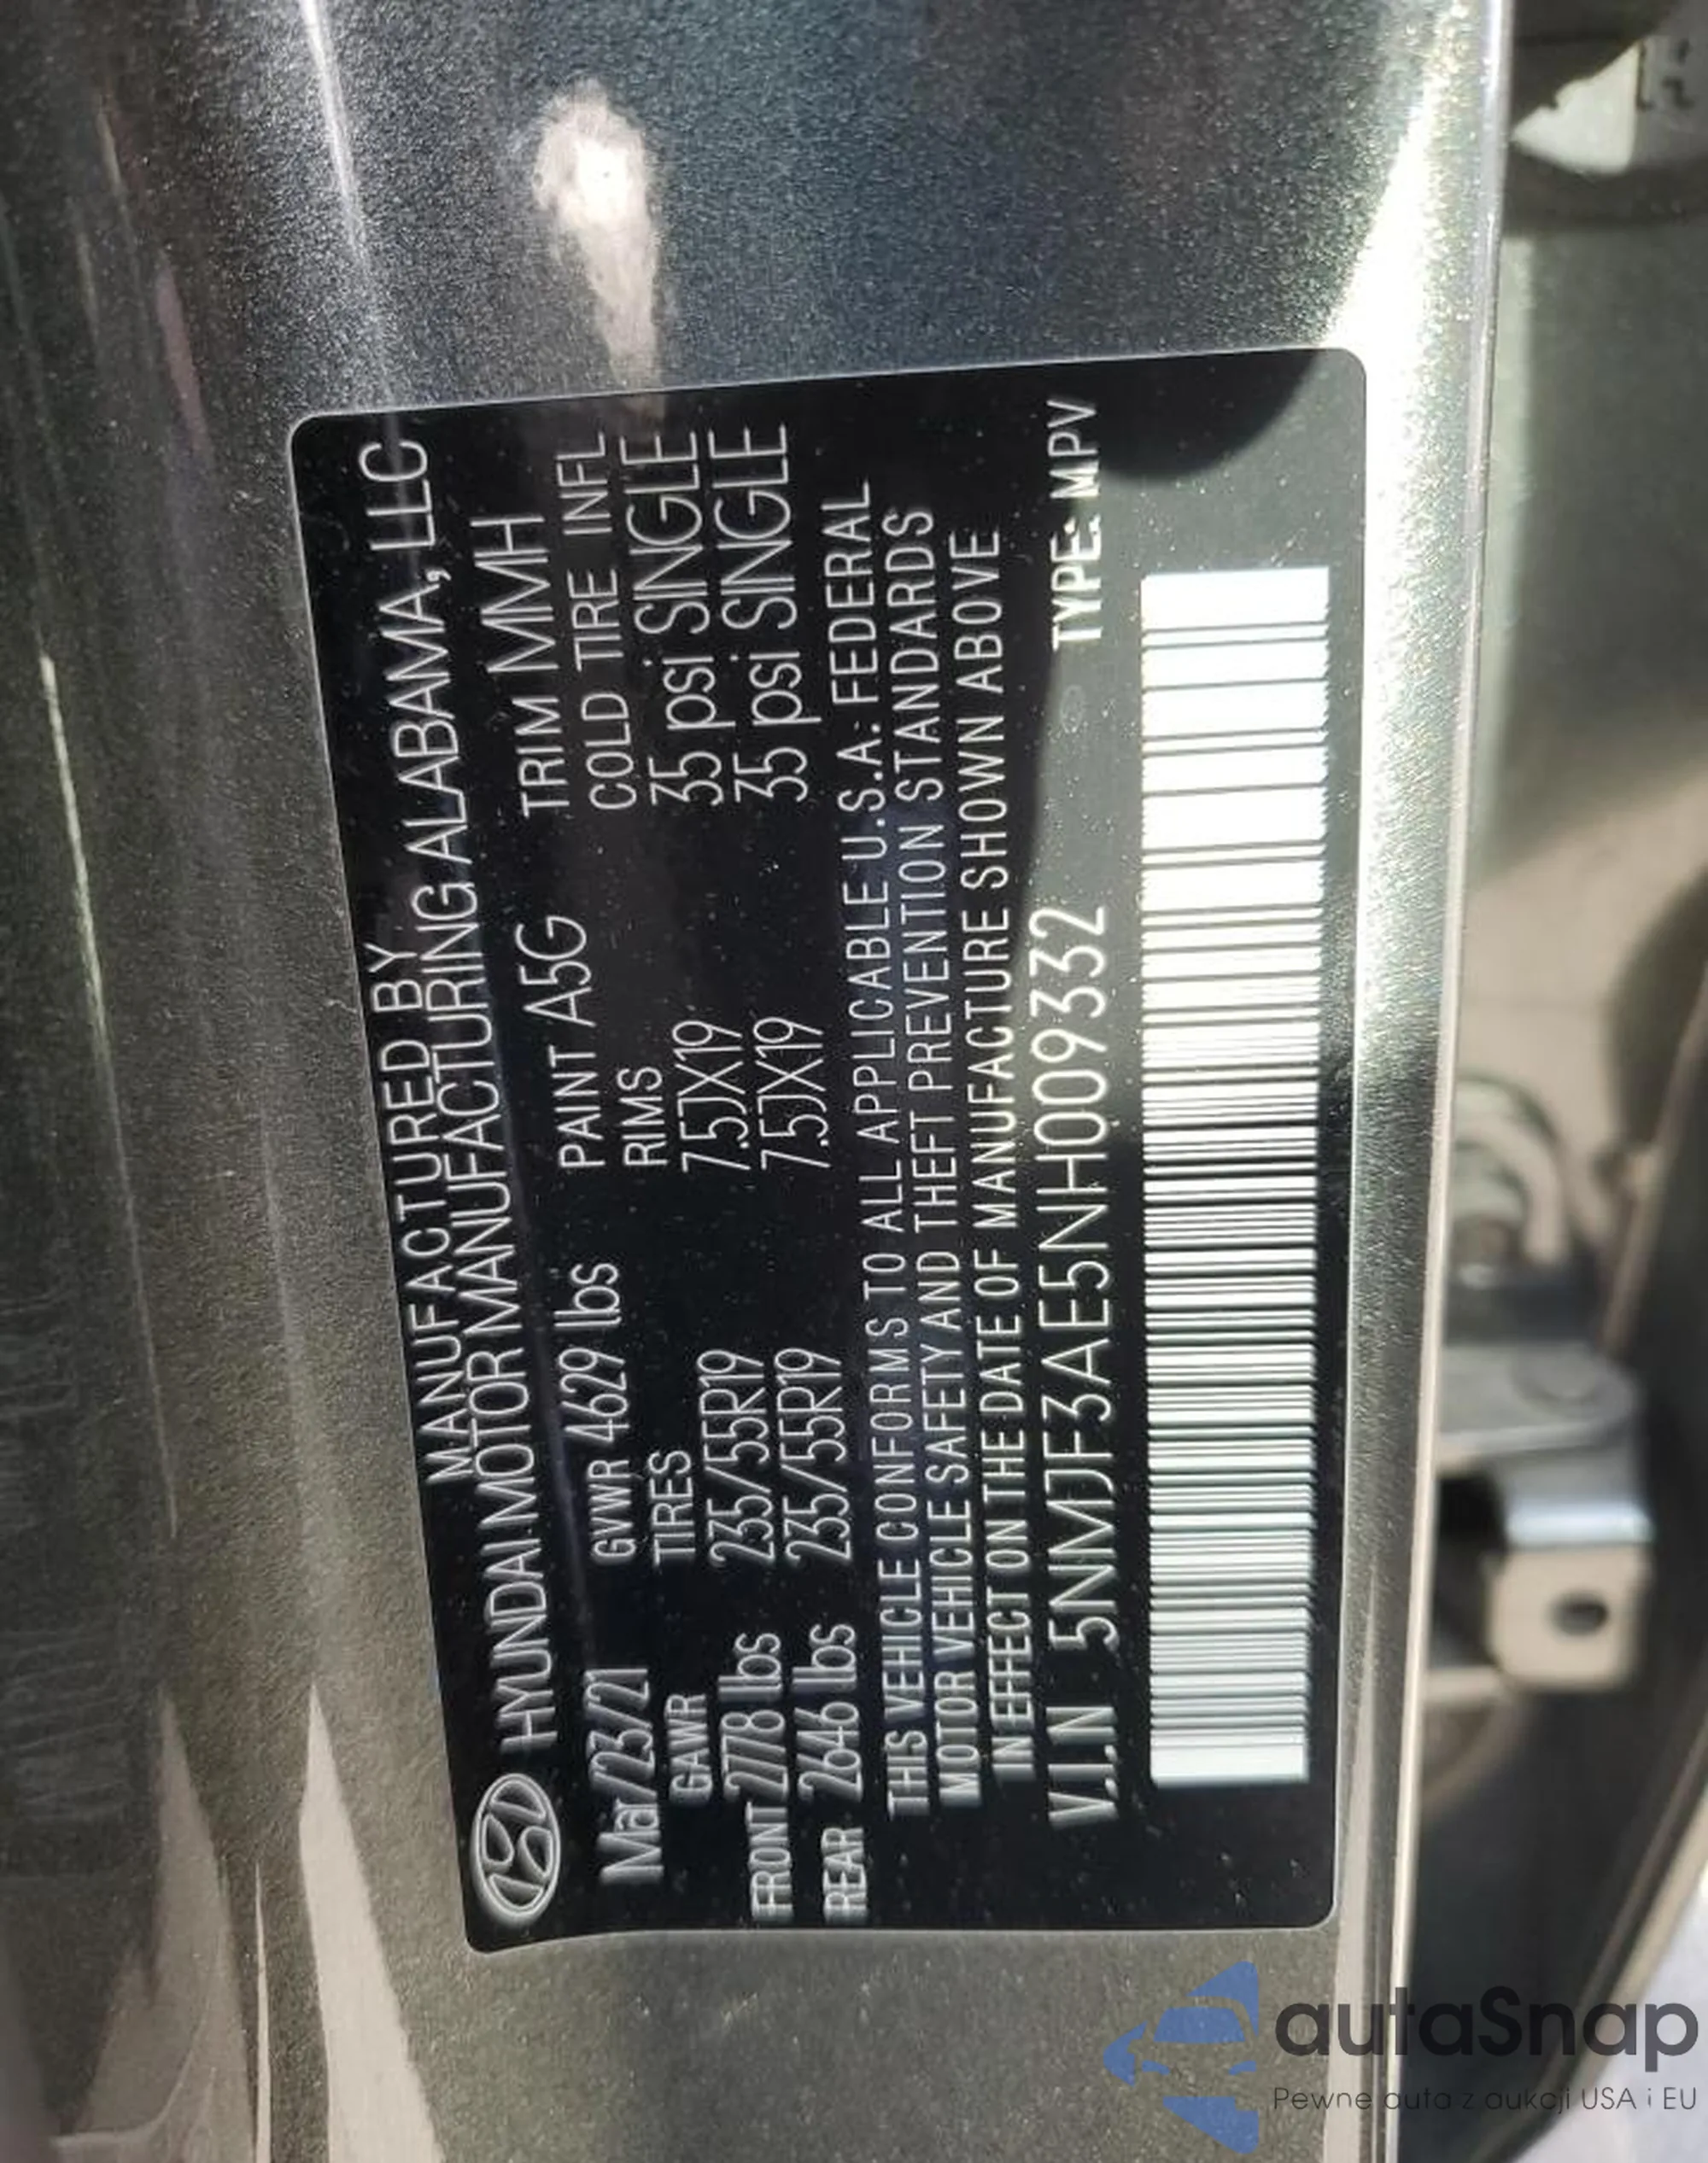 MANUFACTURED BY
HYUNDAI MOTOR MANUFACTURING ALABAMA, LLC
Mar/23/21 GVWR 4629 lbs PAINT A5G TRIM MMH
GAWR TIRES RIMS COLD TIRE INFL
FRONT 2778 lbs 235/55R19 7.5JX19 35 psi SINGLE
REAR 2646 lbs 235/55R19 7.5JX19 35 psi SINGLE
THIS VEHICLE CONFORMS TO ALL APPLICABLE U.S.A. FEDERAL
MOTOR VEHICLE SAFETY AND THEFT PREVENTION STANDARDS
IN EFFECT ON THE DATE OF MANUFACTURE SHOWN ABOVE
V.I.N 5NMJF3AE5NH009332 TYPE: MPV
autaSnap
Pewne auta z aukcji USA i EU